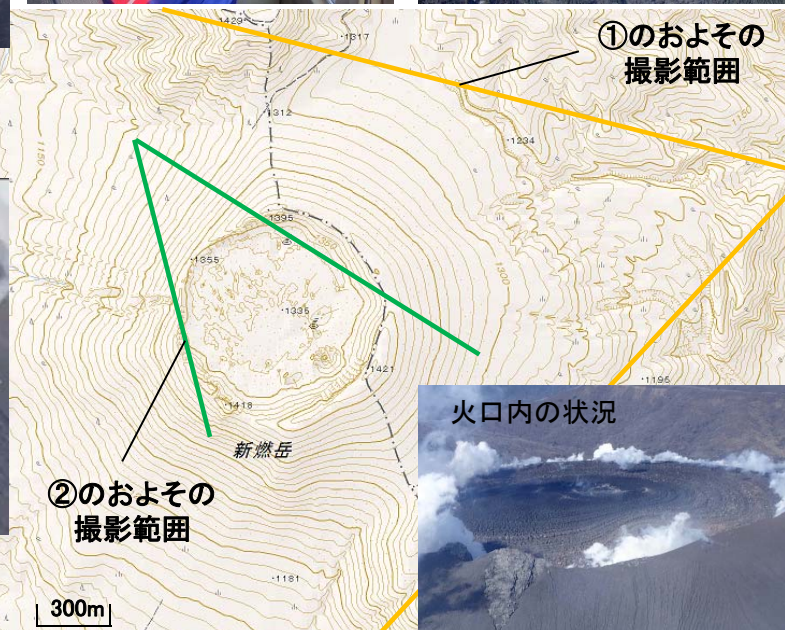 1429
・1317
①のおよその
撮影範囲
1312
・1234
1150
1150
1395
・1355
1300
・1336
・1421
・1195
・1418
火口内の状況
新燃岳
②のおよその
撮影範囲
・1181
300m